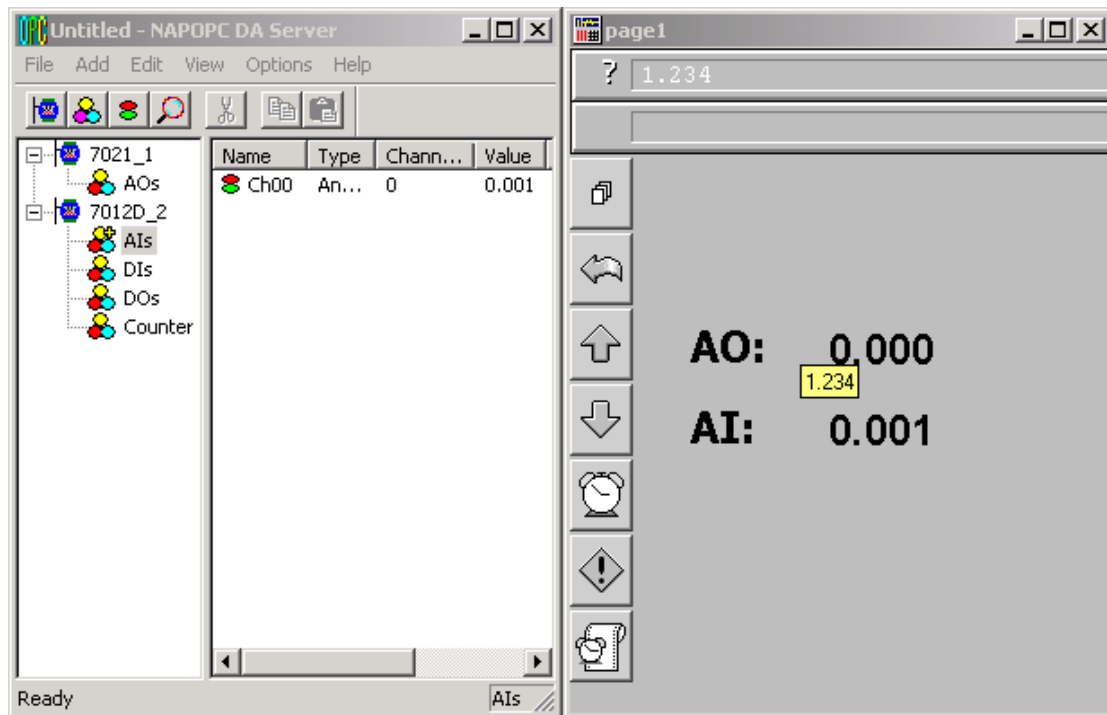 Untitled - NAPOPC DA Server
File Add Edit View Options Help
7021_1
AOs
7012D_2
AIs
DIs
DOs
Counter
Name Type Chann... Value
Ch00 An... 0 0.001
Ready AIs
page1
? 1.234
AO: 0.000
1.234
AI: 0.001